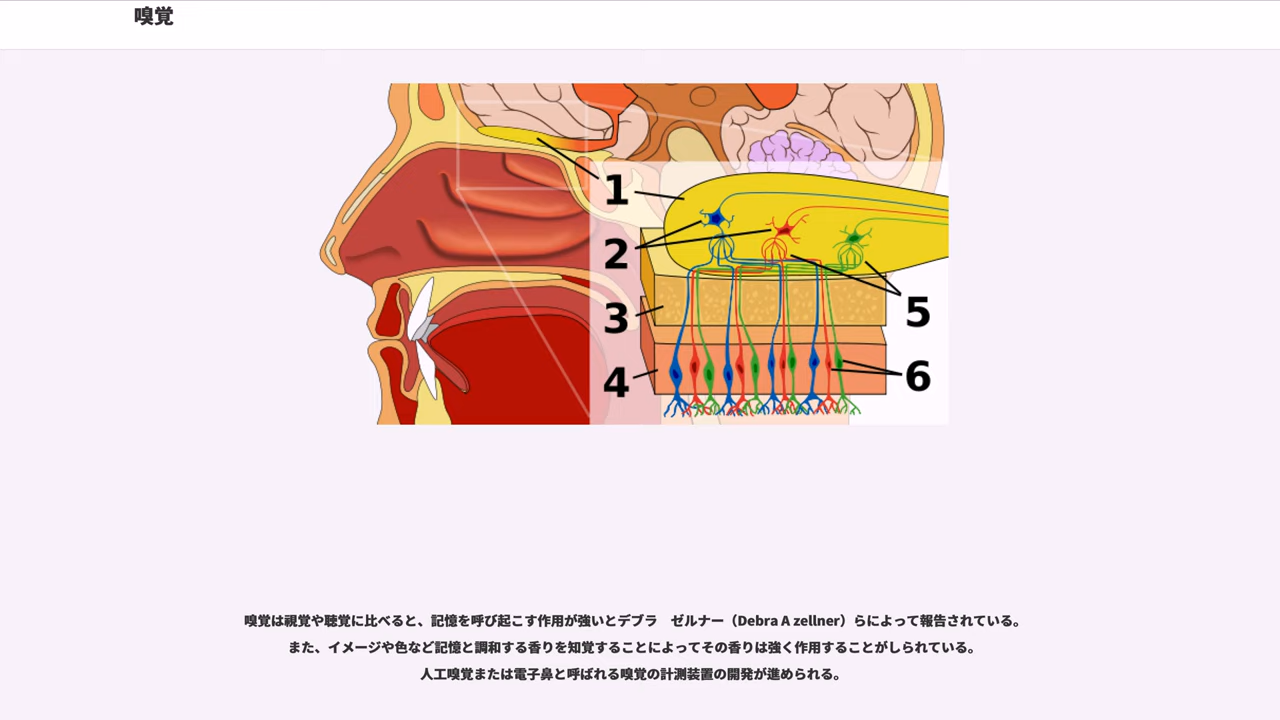 嗅覚
1
2
3
4
5
6
嗅覚は視覚や聴覚に比べると、記憶を呼び起こす作用が強いとデブラ　ゼルナー（Debra A zellner）らによって報告されている。
また、イメージや色など記憶と調和する香りを知覚することによってその香りは強く作用することがしられている。
人工嗅覚または電子鼻と呼ばれる嗅覚の計測装置の開発が進められる。